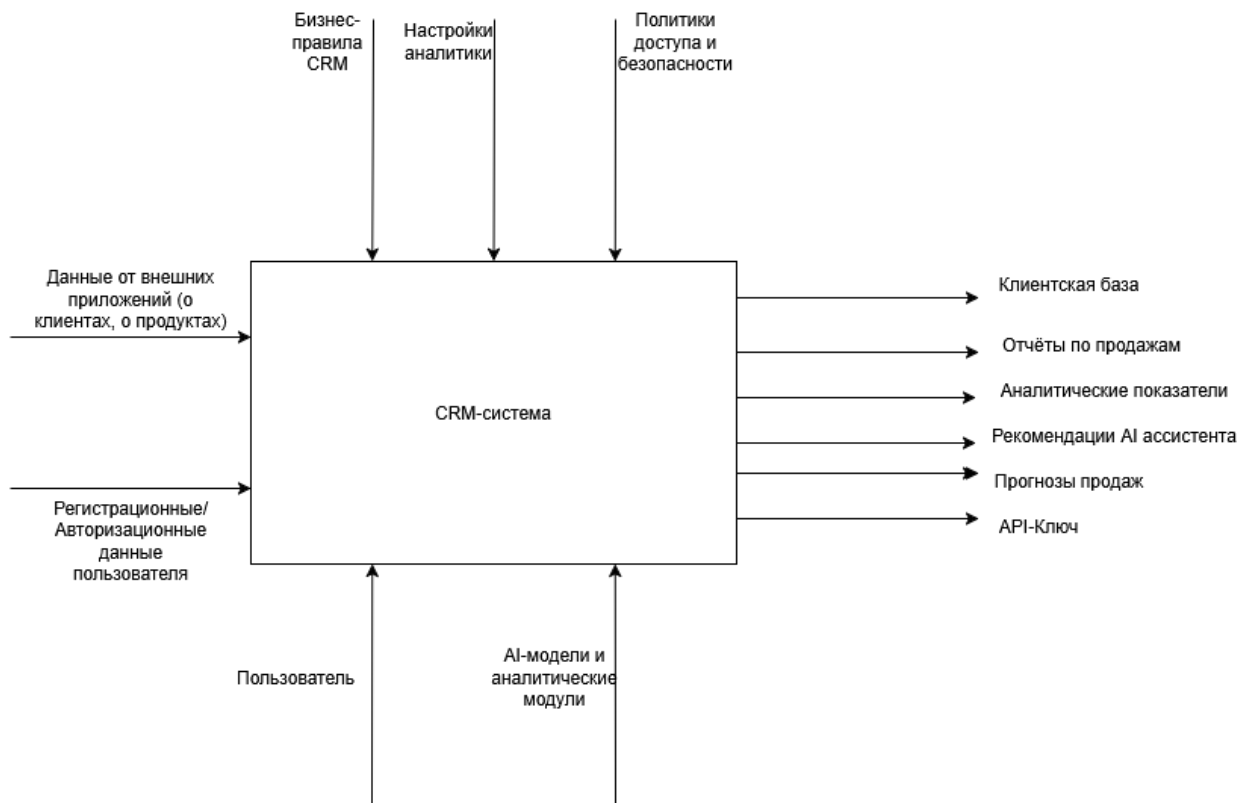 Бизнес-
правила
CRM
Настройки
аналитики
Политики
доступа и
безопасности
Данные от внешних
приложений (о
клиентах, о продуктах)
CRM-система
Клиентская база
Отчёты по продажам
Аналитические показатели
Рекомендации AI ассистента
Прогнозы продаж
API-Ключ
Регистрационные/
Авторизационные
данные
пользователя
Пользователь
AI-модели и
аналитические
модули